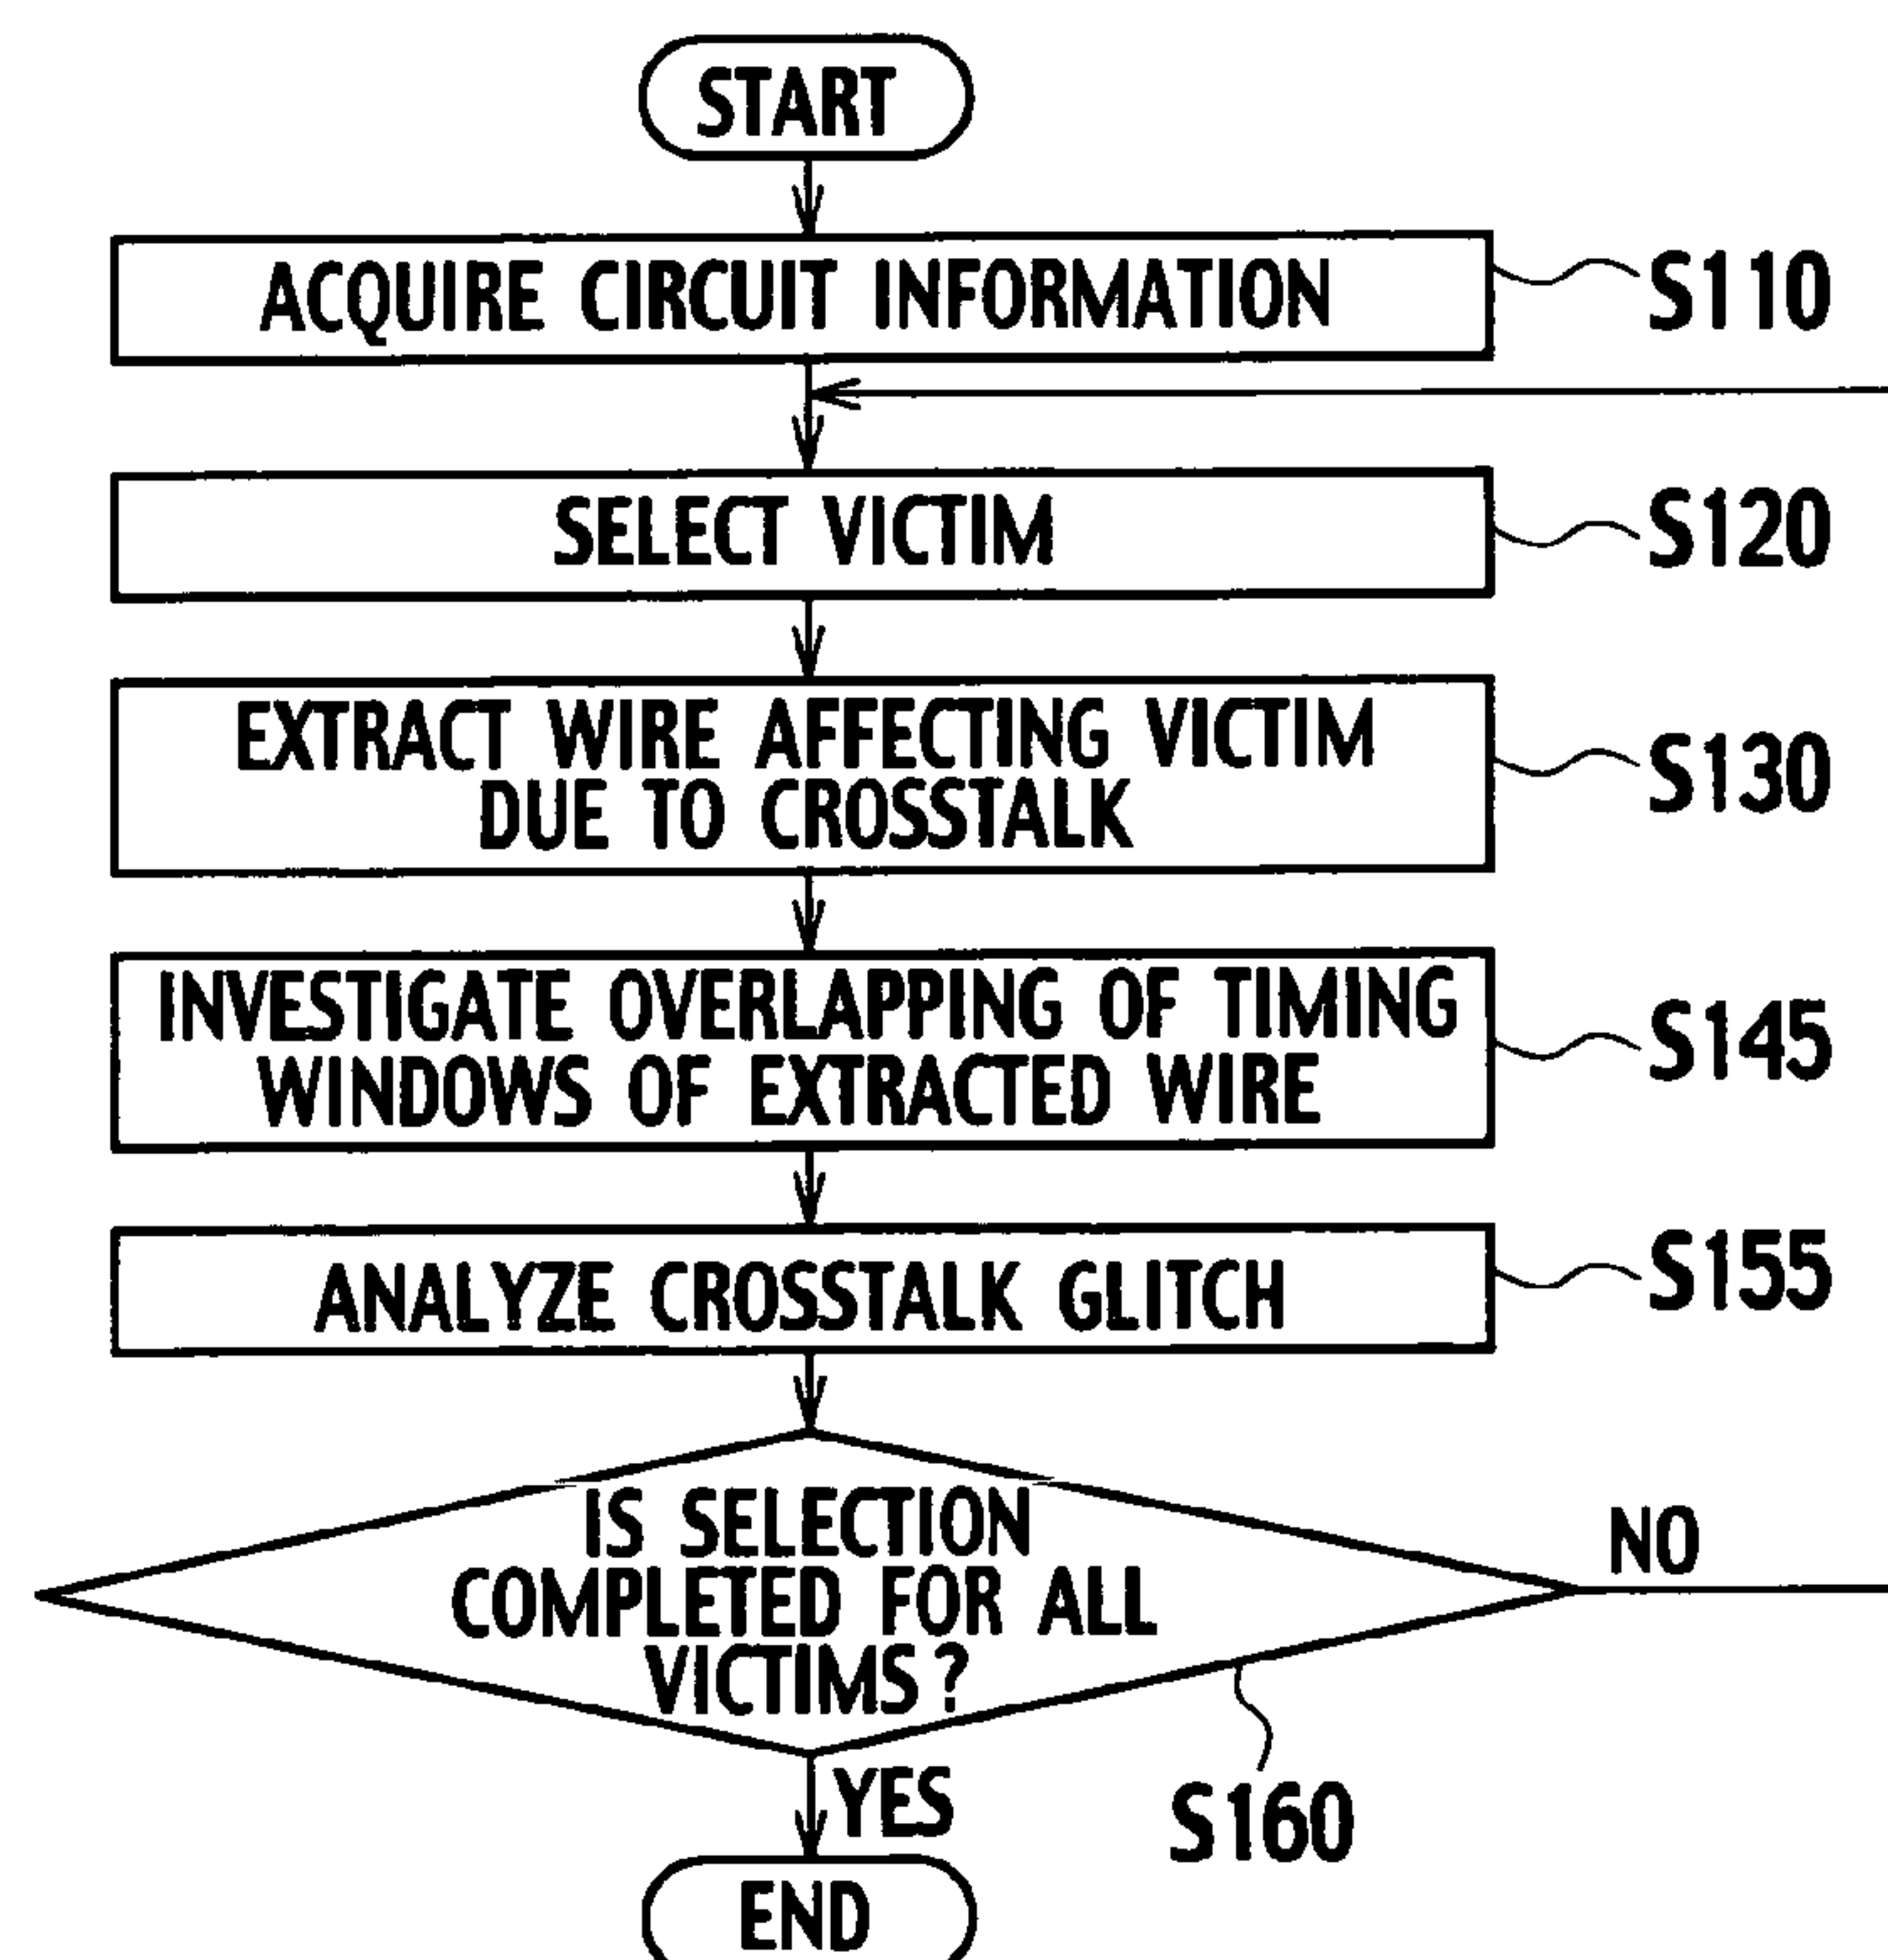 START
ACQUIRE CIRCUIT INFORMATION
S110
SELECT VICTIM
S120
EXTRACT WIRE AFFECTING VICTIM
DUE TO CROSSTALK
S130
INVESTIGATE OVERLAPPING OF TIMING
WINDOWS OF EXTRACTED WIRE
S145
ANALYZE CROSSTALK GLITCH
S155
IS SELECTION
COMPLETED FOR ALL
VICTIMS?
NO
YES
S160
END